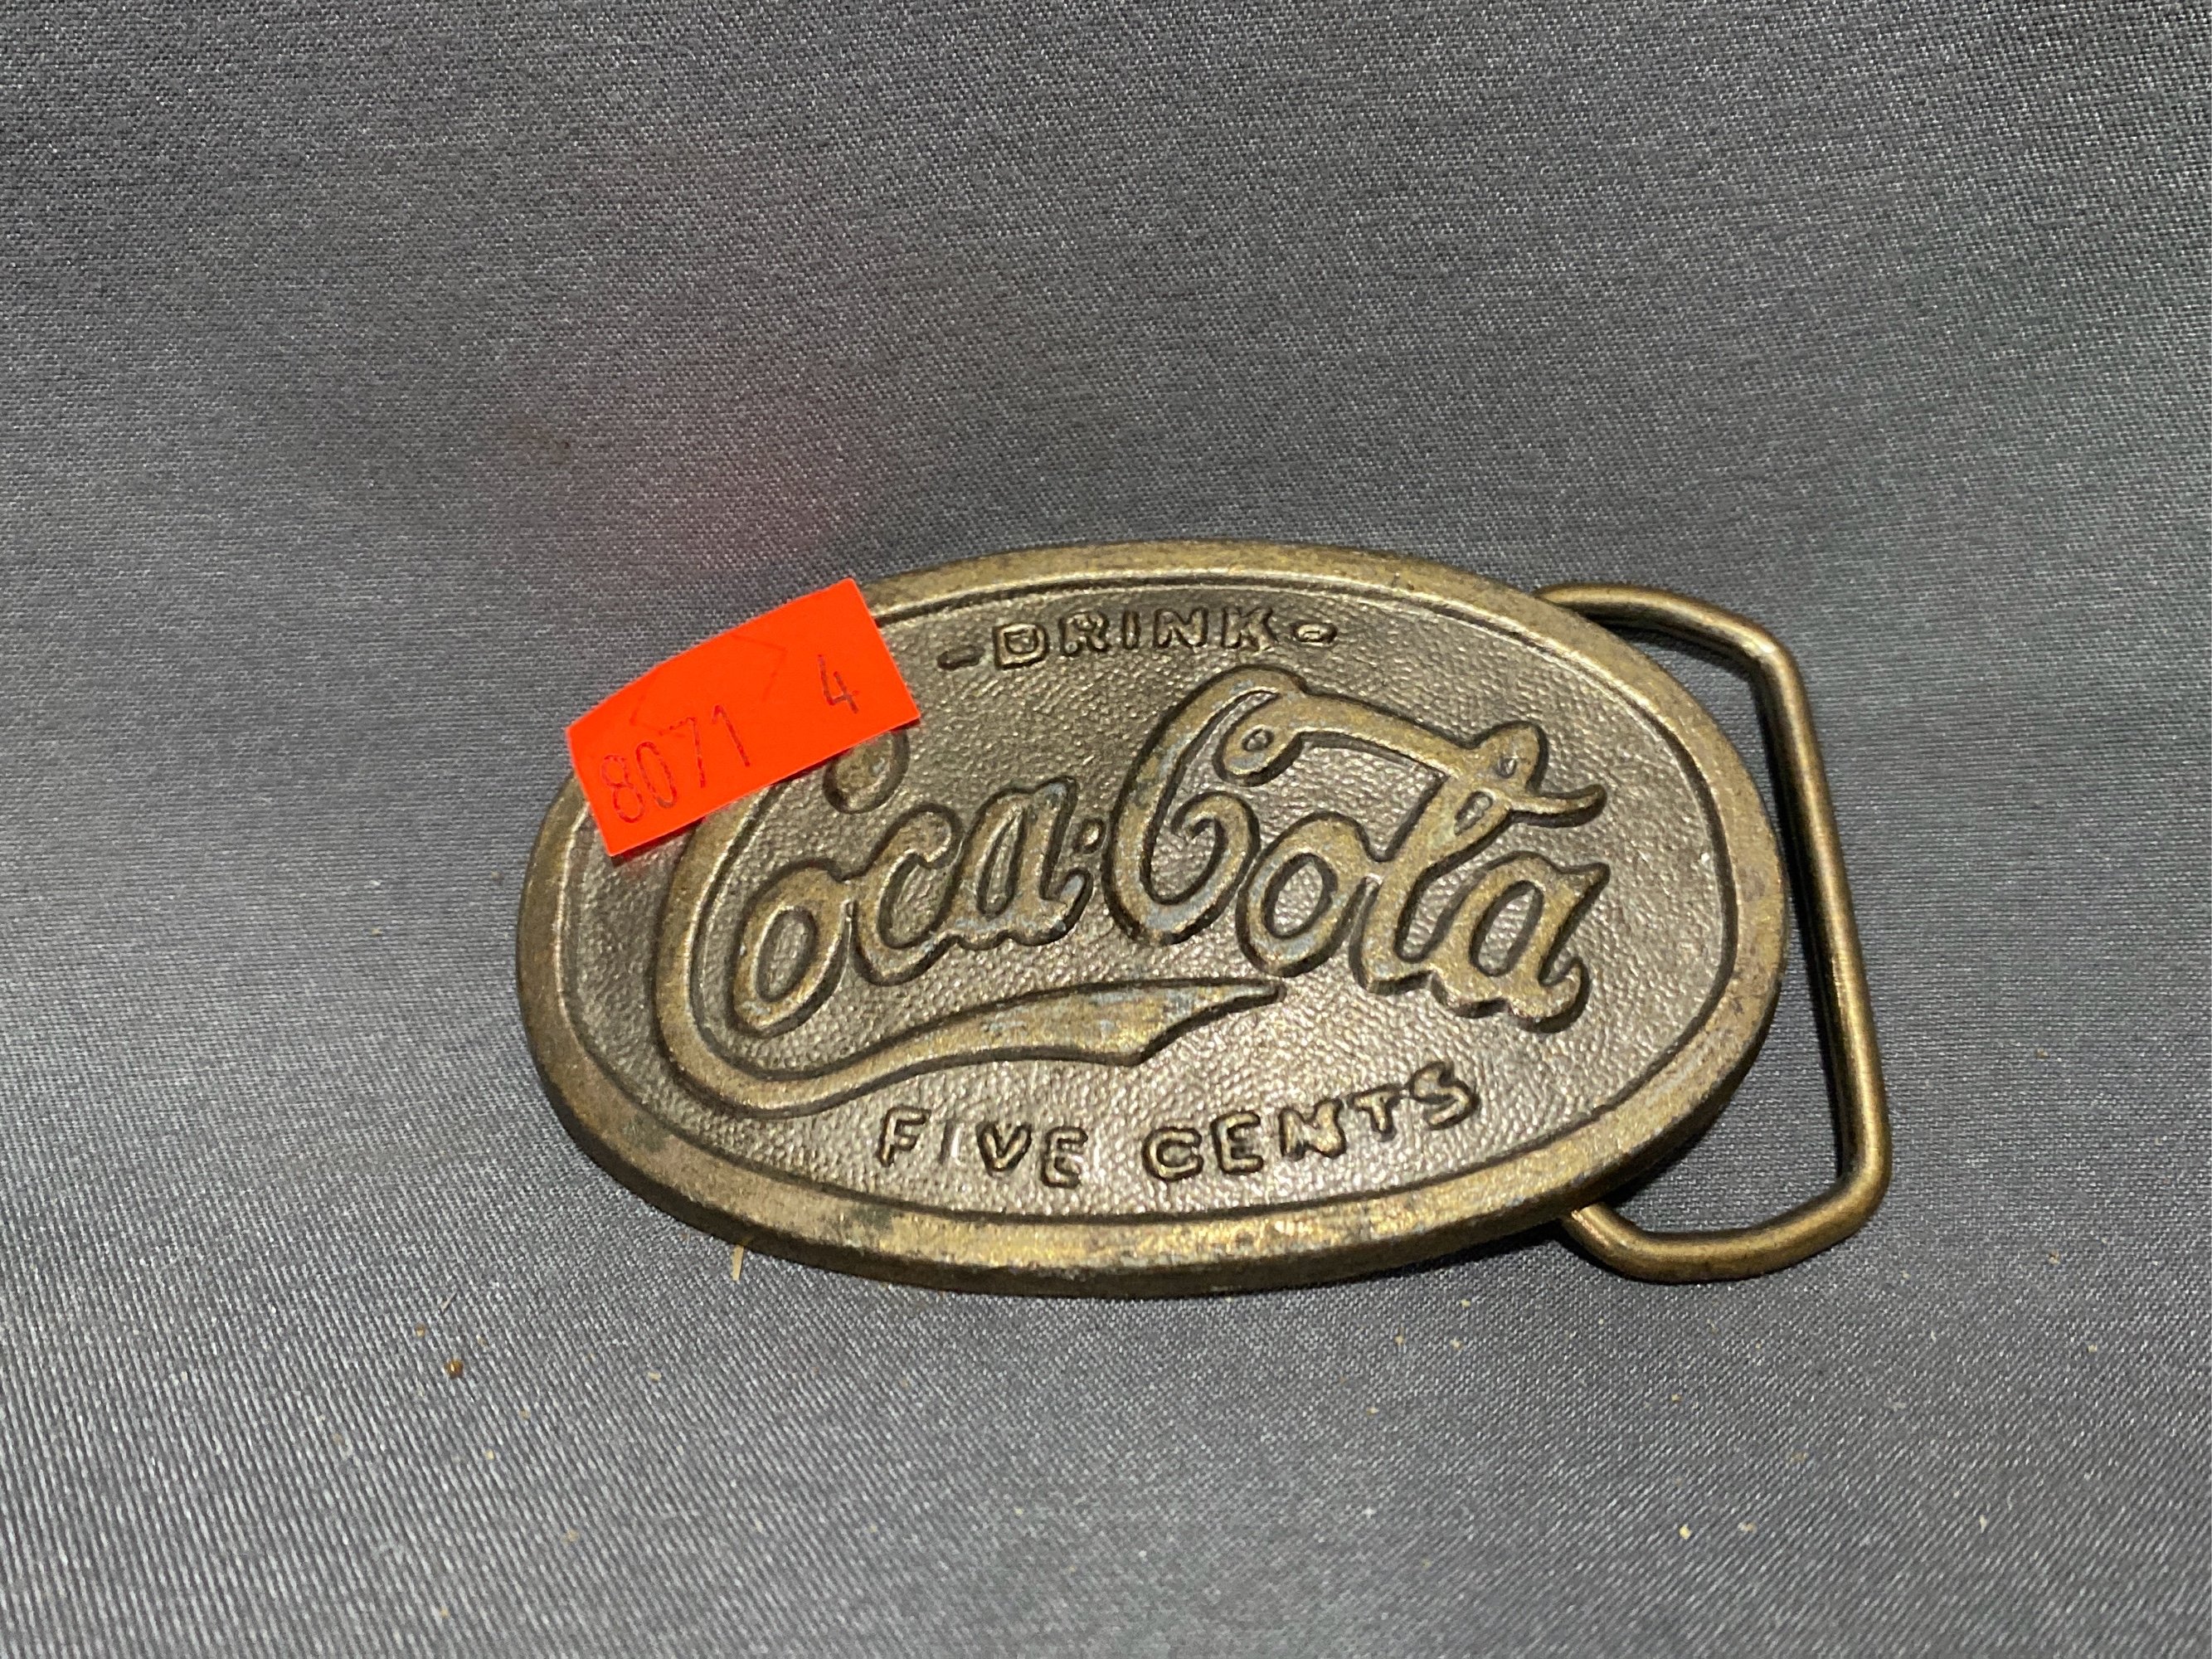 8071 4
-DRINK-
Coca-Cola
FIVE CENTS